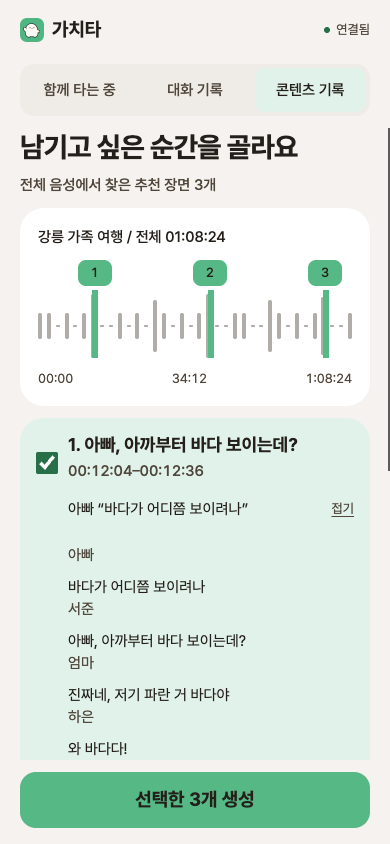 가치타
연결됨
함께 타는 중 대화 기록 콘텐츠 기록
남기고 싶은 순간을 골라요
전체 음성에서 찾은 추천 장면 3개
강릉 가족 여행 / 전체 01:08:24
1 2 3
00:00 34:12 1:08:24
1. 아빠, 아까부터 바다 보이는데?
00:12:04–00:12:36
아빠 “바다가 어디쯤 보이려나” 접기
아빠
바다가 어디쯤 보이려나
서준
아빠, 아까부터 바다 보이는데?
엄마
진짜네, 저기 파란 거 바다야
하은
와 바다다!
선택한 3개 생성